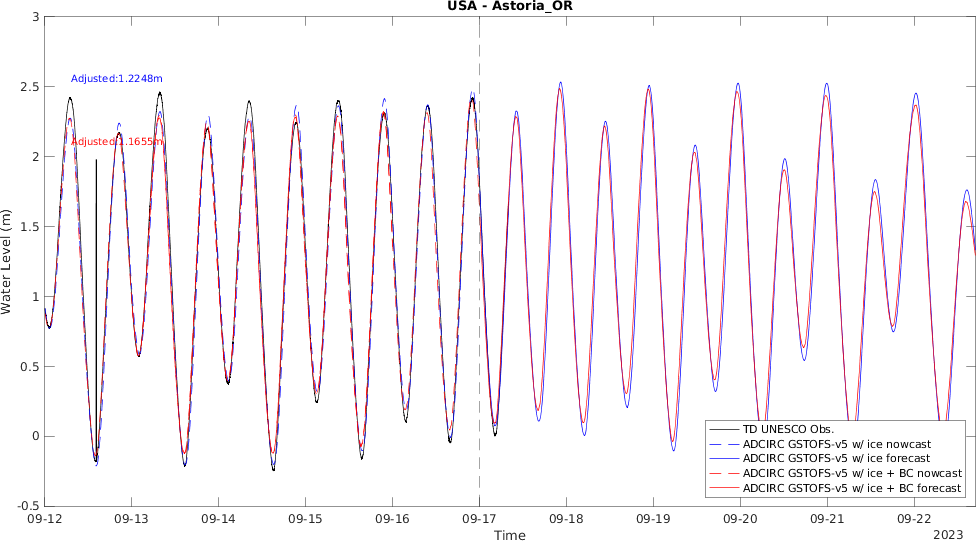 USA - Astoria_OR
3
2.5
2
1.5
1
0.5
0
-0.5
Water Level (m)
Adjusted:1.2248m
Adjusted:1.1655m
TD UNESCO Obs.
ADCIRC GSTOFS-v5 w/ ice nowcast
ADCIRC GSTOFS-v5 w/ ice forecast
ADCIRC GSTOFS-v5 w/ ice + BC nowcast
ADCIRC GSTOFS-v5 w/ ice + BC forecast
09-12 09-13 09-14 09-15 09-16 09-17 09-18 09-19 09-20 09-21 09-22
Time
2023